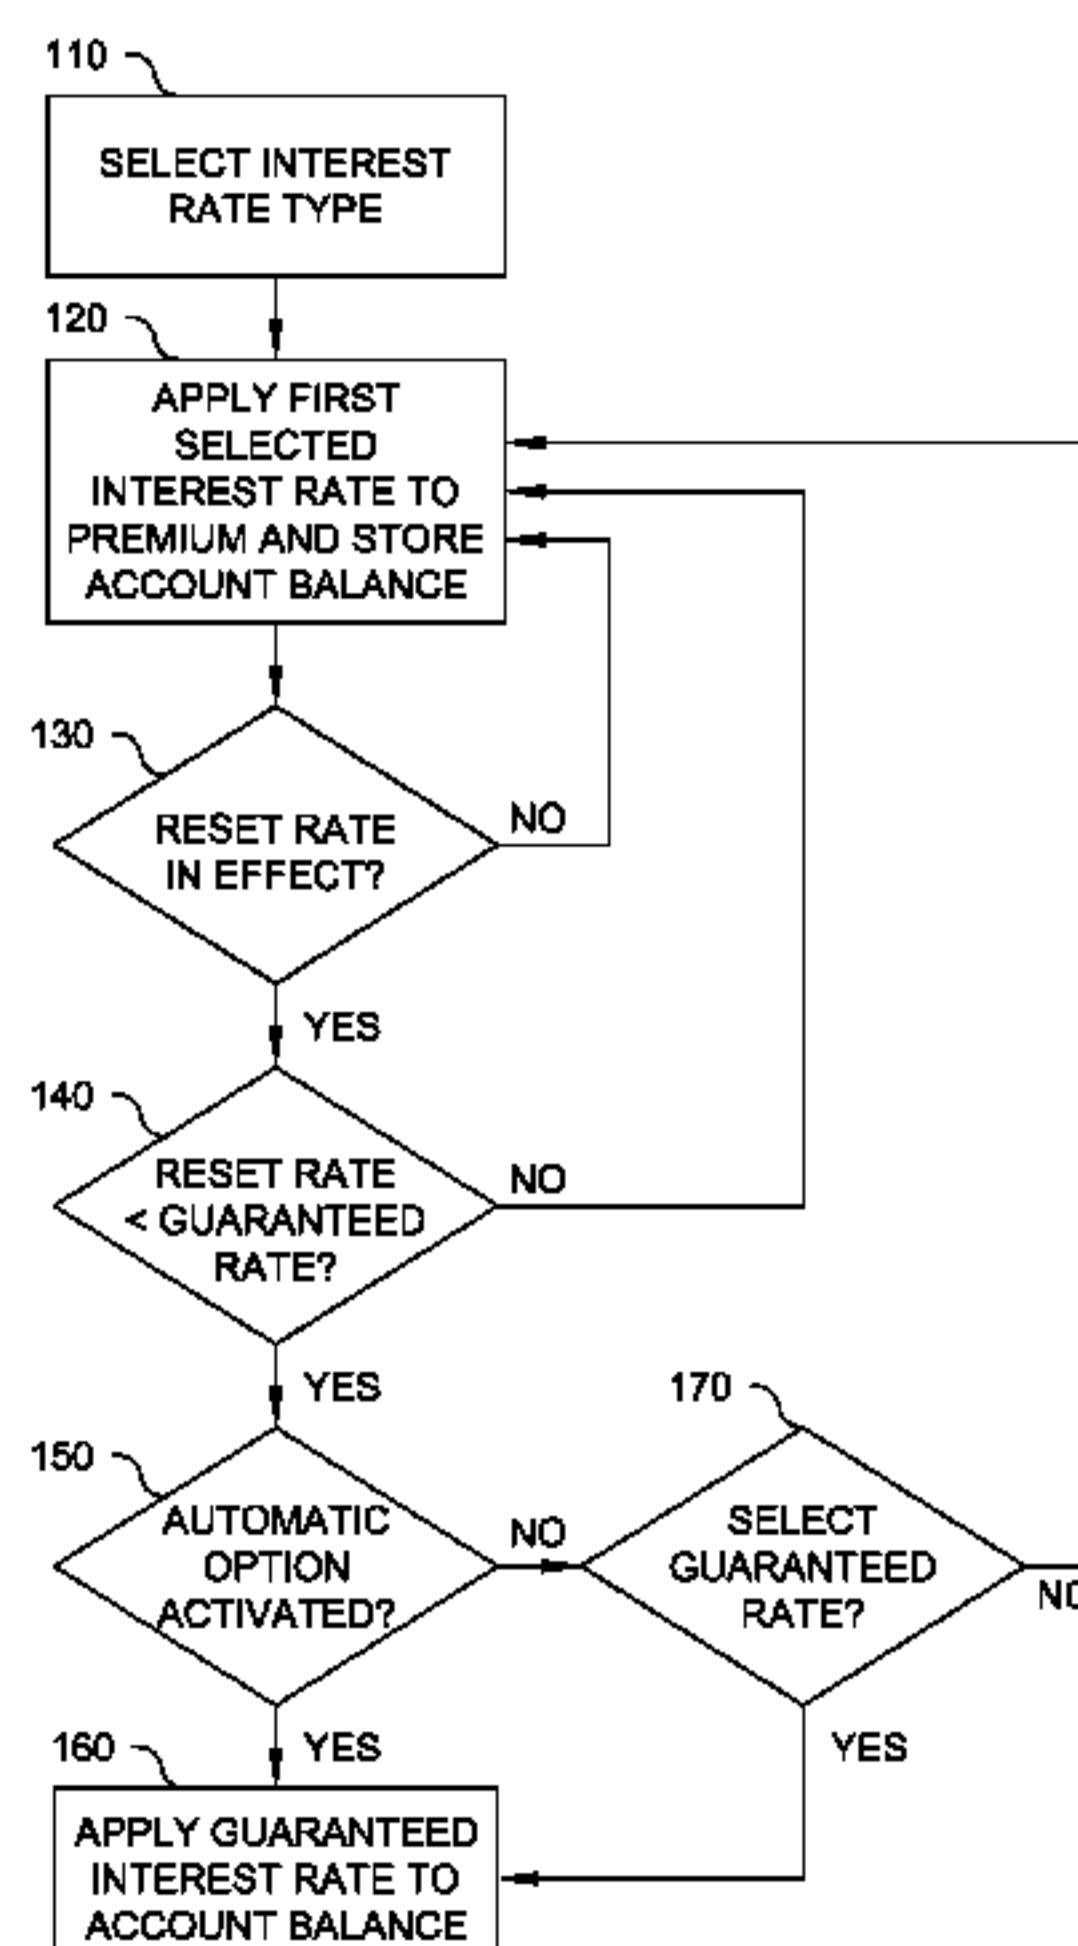 110
SELECT INTEREST
RATE TYPE
120
APPLY FIRST
SELECTED
INTEREST RATE TO
PREMIUM AND STORE
ACCOUNT BALANCE
130
RESET RATE
IN EFFECT?
NO
YES
140
RESET RATE
< GUARANTEED
RATE?
NO
YES
150
AUTOMATIC
OPTION
ACTIVATED?
NO
170
SELECT
GUARANTEED
RATE?
NO
YES
YES
160
APPLY GUARANTEED
INTEREST RATE TO
ACCOUNT BALANCE